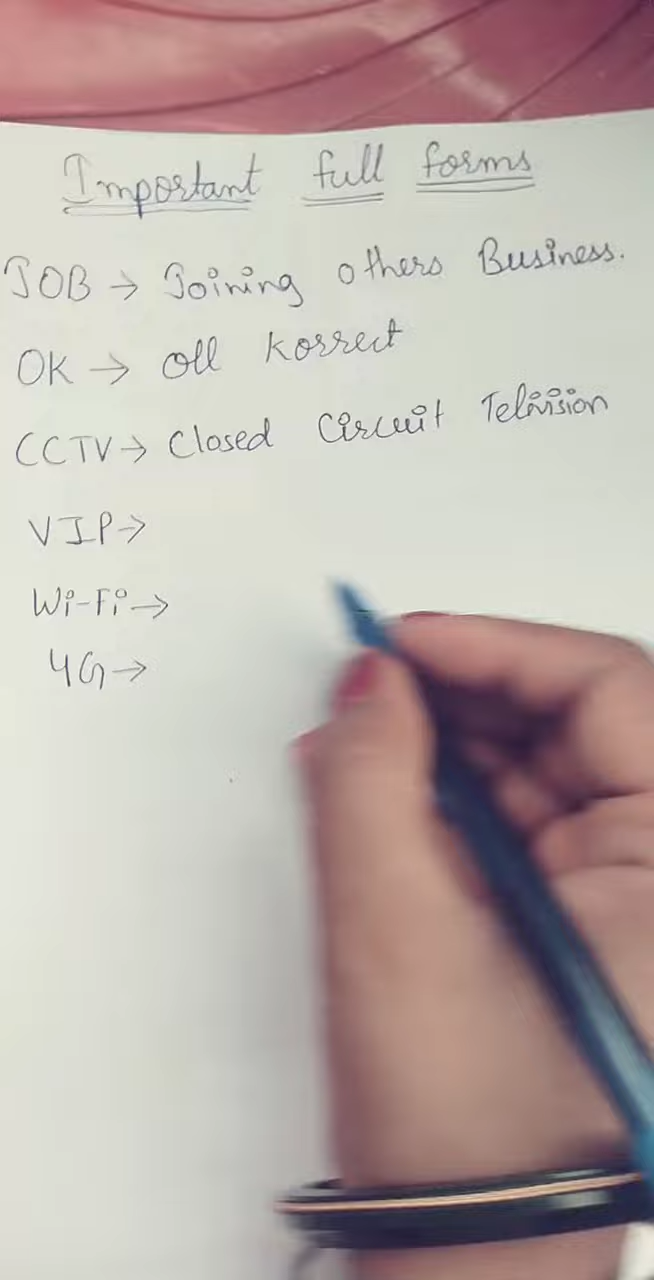 Important full forms
JOB → Joining others Business.
OK → Oll Korrect
CCTV → Closed Circuit Telivision
VIP →
Wi-Fi →
4G →